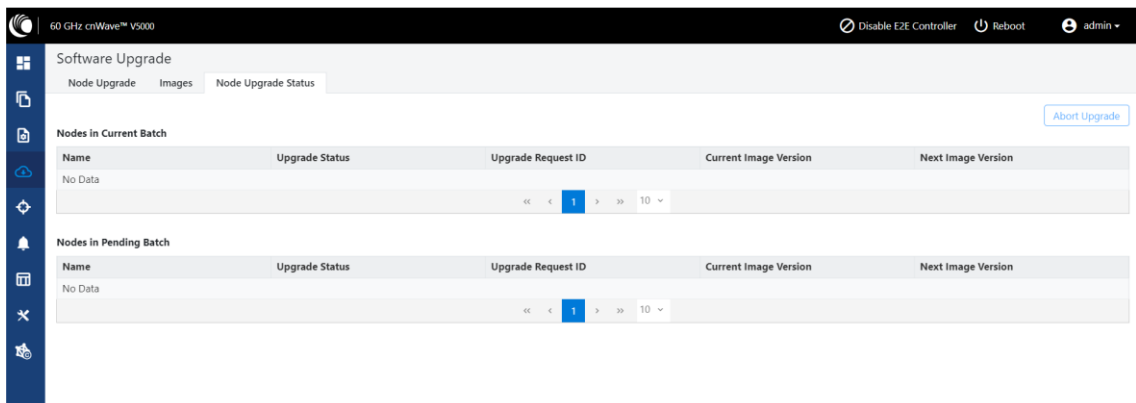 60 GHz cnWave™ V5000 Disable E2E Controller Reboot admin
Software Upgrade
Node Upgrade Images Node Upgrade Status
Abort Upgrade
Nodes in Current Batch
Name Upgrade Status Upgrade Request ID Current Image Version Next Image Version
No Data
« ‹ 1 › » 10
Nodes in Pending Batch
Name Upgrade Status Upgrade Request ID Current Image Version Next Image Version
No Data
« ‹ 1 › » 10